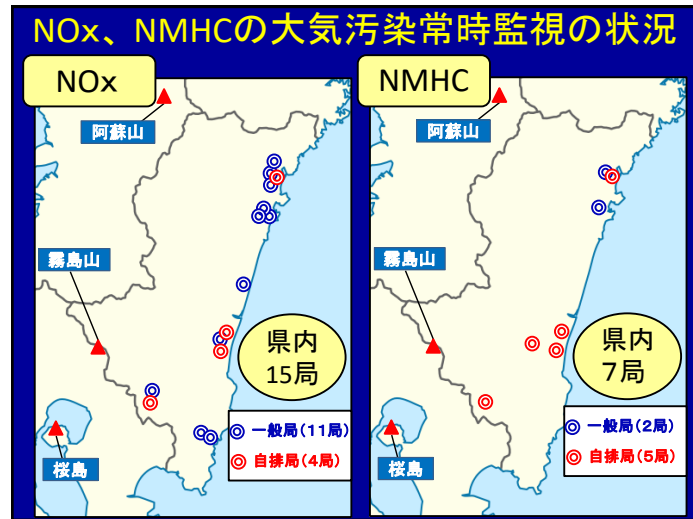 NOx、NMHCの大気汚染常時監視の状況
NOx
阿蘇山
霧島山
県内
15局
一般局(11局)
自排局(4局)
桜島
NMHC
阿蘇山
霧島山
県内
7局
一般局(2局)
自排局(5局)
桜島